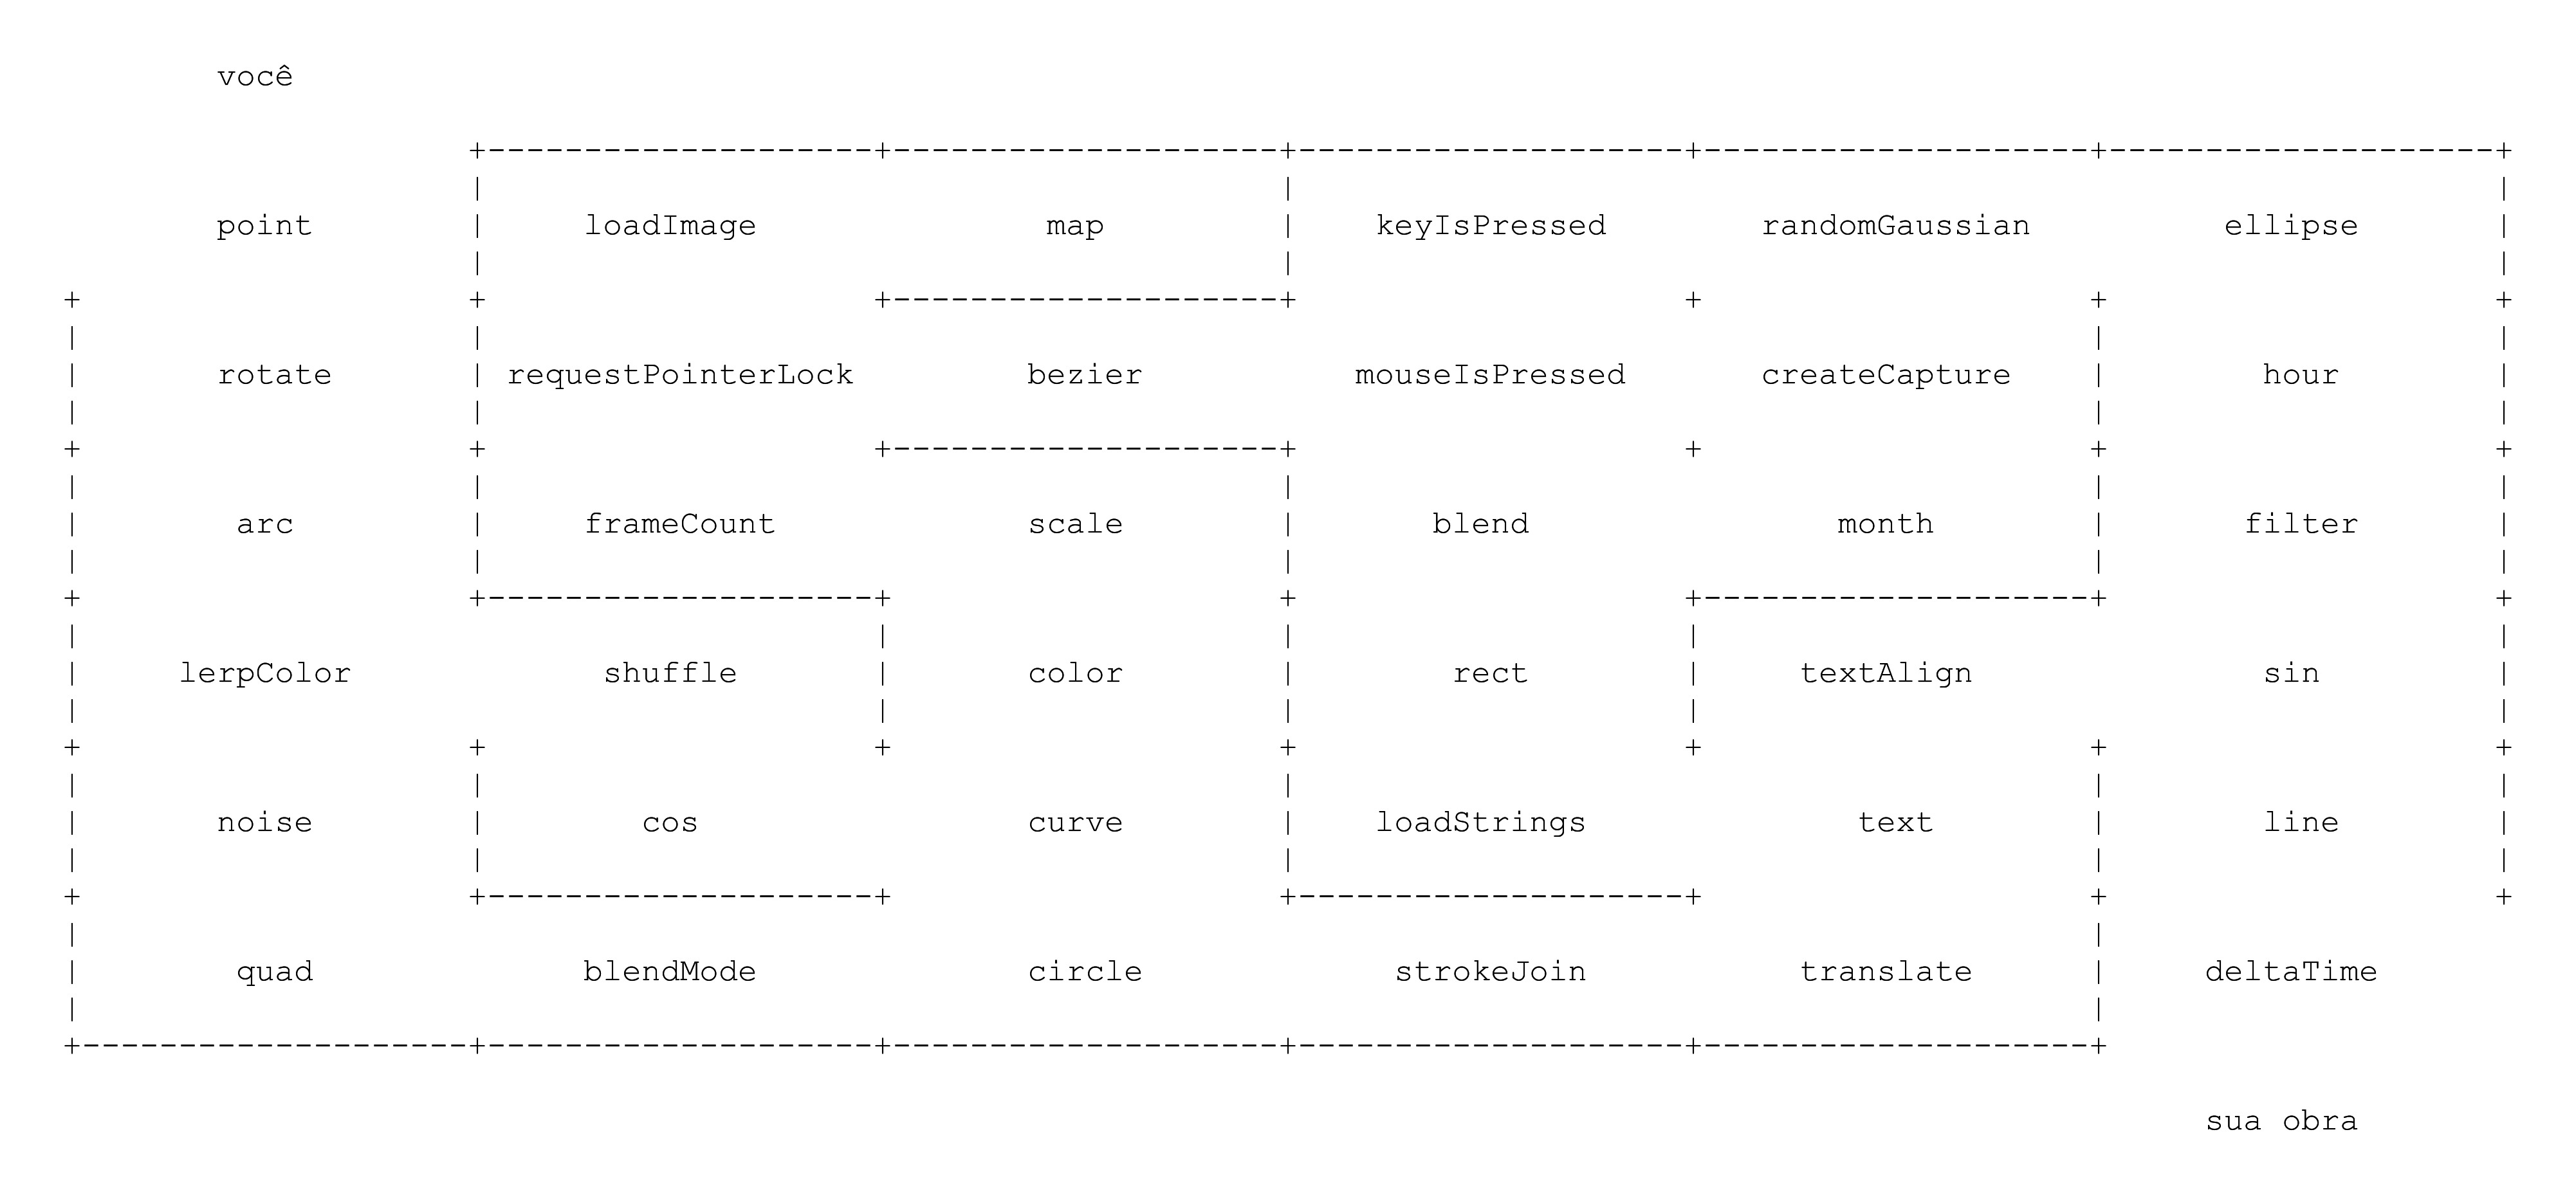 você
point loadImage map keyIsPressed randomGaussian ellipse
rotate requestPointerLock bezier mouseIsPressed createCapture hour
arc frameCount scale blend month filter
lerpColor shuffle color rect textAlign sin
noise cos curve loadStrings text line
quad blendMode circle strokeJoin translate deltaTime
sua obra